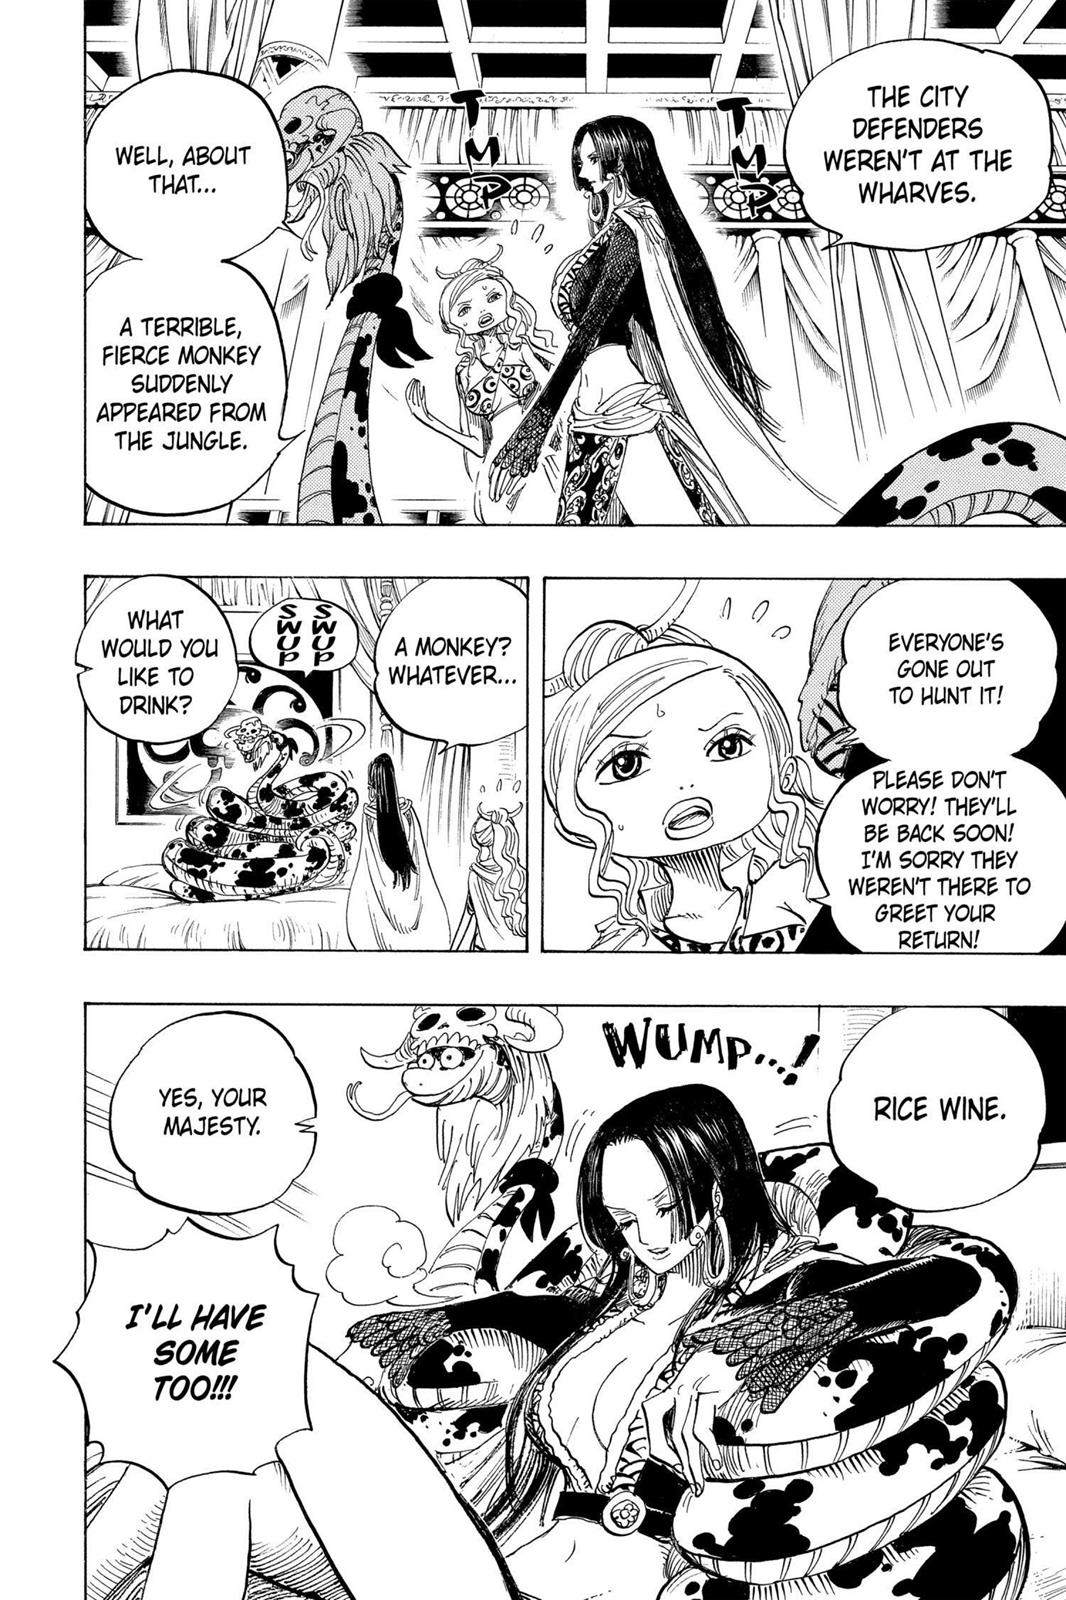 THE CITY
DEFENDERS
WEREN'T AT THE
WHARVES.
TMP
TMP
WELL, ABOUT
THAT...
A TERRIBLE,
FIERCE MONKEY
SUDDENLY
APPEARED FROM
THE JUNGLE.
EVERYONE'S
GONE OUT
TO HUNT IT!
PLEASE DON'T
WORRY! THEY'LL
BE BACK SOON!
I'M SORRY THEY
WEREN'T THERE TO
GREET YOUR
RETURN!
A MONKEY?
WHATEVER...
SWUP
SWUP
WHAT
WOULD YOU
LIKE TO
DRINK?
RICE WINE.
WUMP...!
YES, YOUR
MAJESTY.
I'LL HAVE
SOME
TOO!!!